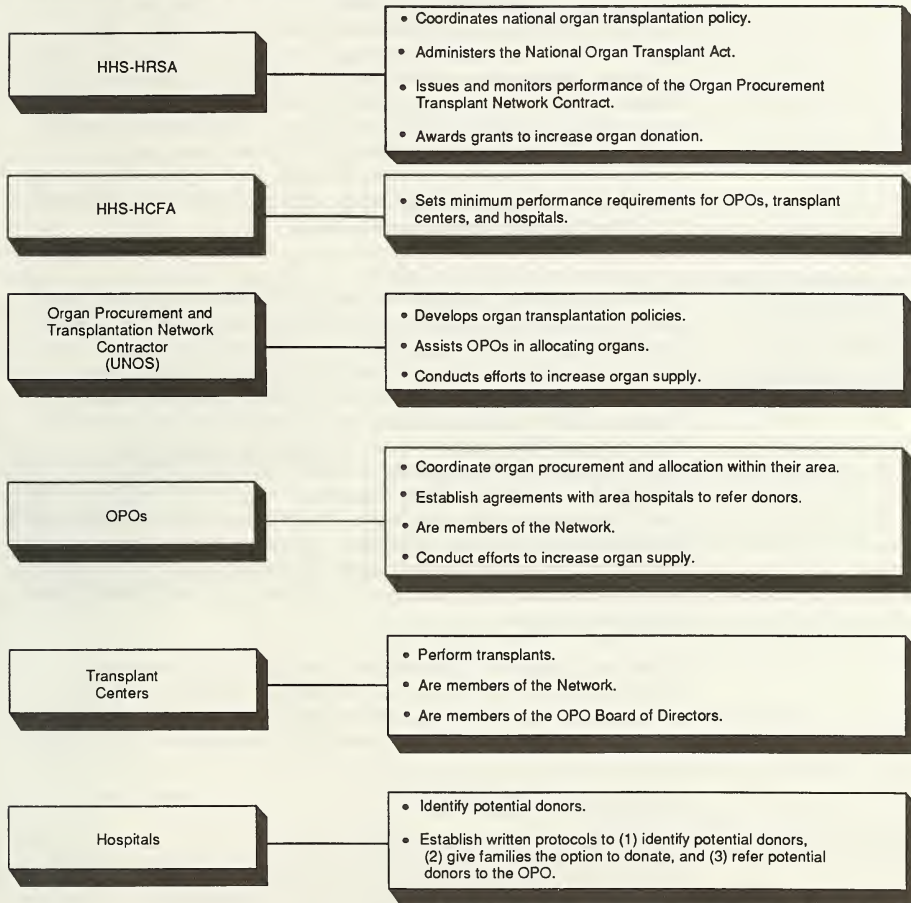 HHS-HRSA
• Coordinates national organ transplantation policy.
• Administers the National Organ Transplant Act.
• Issues and monitors performance of the Organ Procurement
Transplant Network Contract.
• Awards grants to increase organ donation.
HHS-HCFA
• Sets minimum performance requirements for OPOs, transplant
centers, and hospitals.
Organ Procurement and
Transplantation Network
Contractor
(UNOS)
• Develops organ transplantation policies.
• Assists OPOs in allocating organs.
• Conducts efforts to increase organ supply.
OPOs
• Coordinate organ procurement and allocation within their area.
• Establish agreements with area hospitals to refer donors.
• Are members of the Network.
• Conduct efforts to increase organ supply.
Transplant
Centers
• Perform transplants.
• Are members of the Network.
• Are members of the OPO Board of Directors.
Hospitals
• Identify potential donors.
• Establish written protocols to (1) identify potential donors,
(2) give families the option to donate, and (3) refer potential
donors to the OPO.